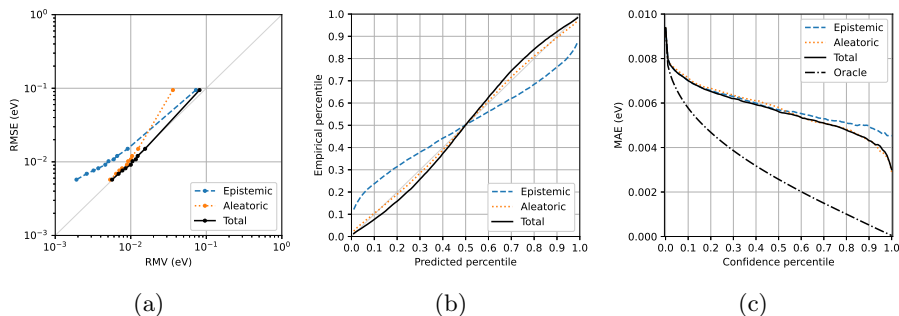 10⁰
10⁻¹
10⁻²
10⁻³
RMSE (eV)
Epistemic
Aleatoric
Total
10⁻³ 10⁻² 10⁻¹ 10⁰
RMV (eV)
(a)
1.0
0.9
0.8
0.7
0.6
0.5
0.4
0.3
0.2
0.1
0.0
Empirical percentile
Epistemic
Aleatoric
Total
0.0 0.1 0.2 0.3 0.4 0.5 0.6 0.7 0.8 0.9 1.0
Predicted percentile
(b)
0.010
0.008
0.006
0.004
0.002
0.000
MAE (eV)
Epistemic
Aleatoric
Total
Oracle
0.0 0.1 0.2 0.3 0.4 0.5 0.6 0.7 0.8 0.9 1.0
Confidence percentile
(c)